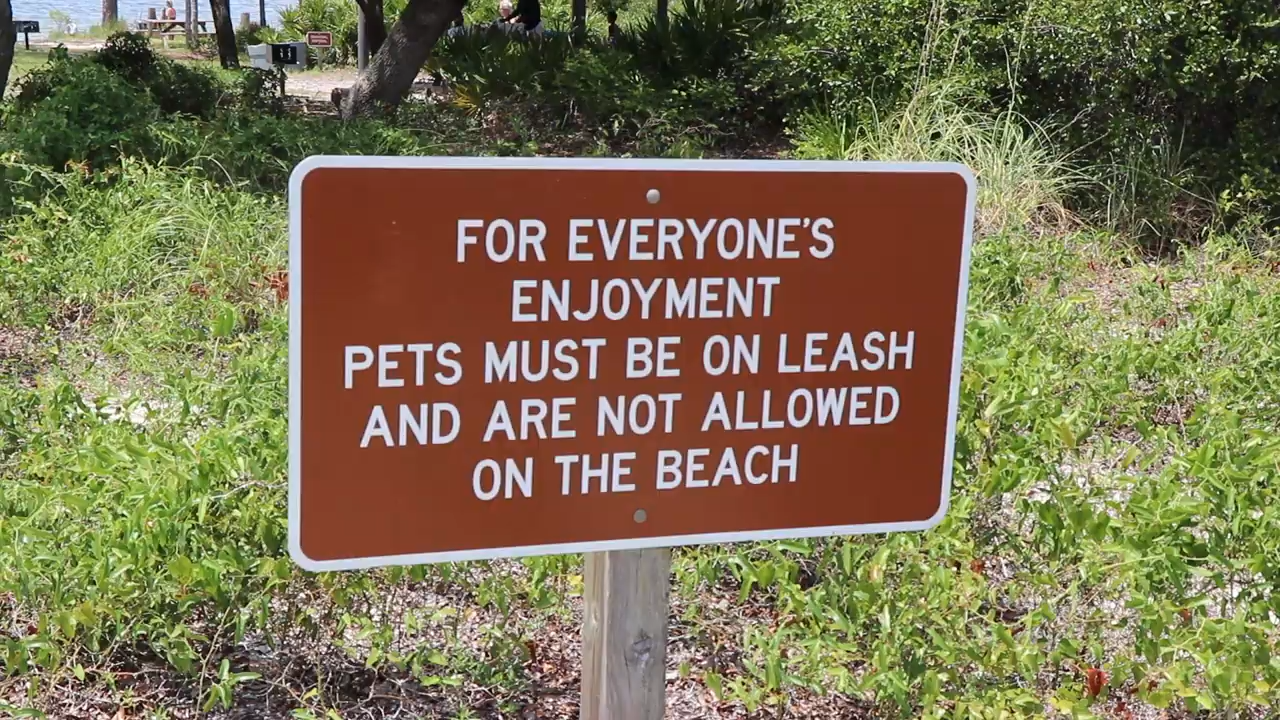 FOR EVERYONE'S
ENJOYMENT
PETS MUST BE ON LEASH
AND ARE NOT ALLOWED
ON THE BEACH